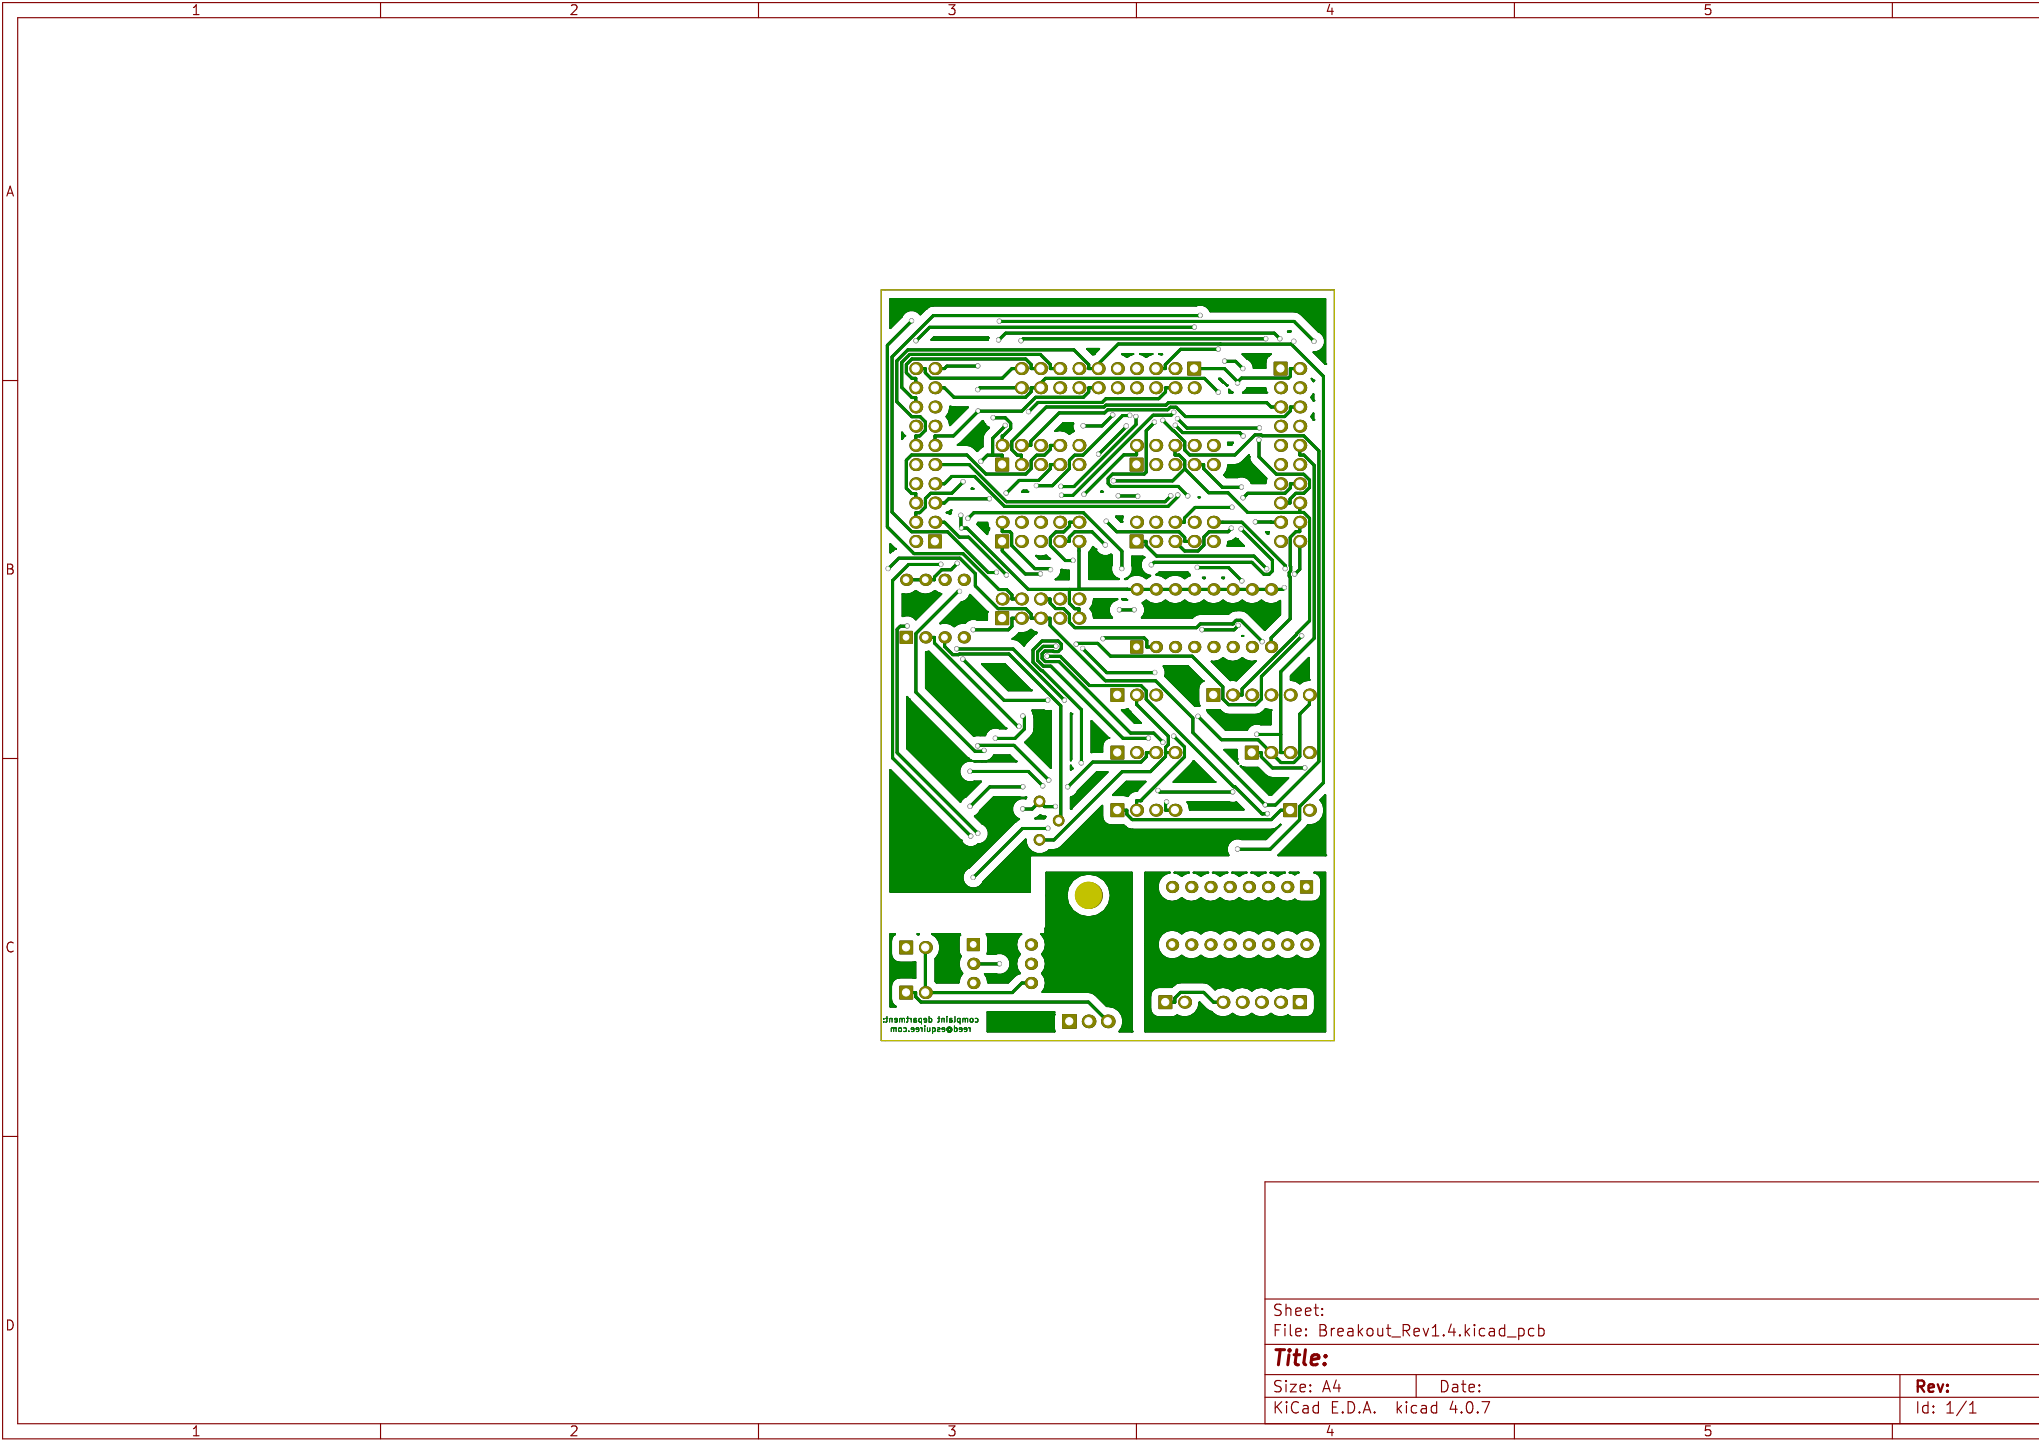 1 2 3 4 5
A
B
C
D
complaint department:
reed@esquiree.com
Sheet:
File: Breakout_Rev1.4.kicad_pcb
Title:
Size: A4 Date: Rev:
KiCad E.D.A. kicad 4.0.7 Id: 1/1
1 2 3 4 5